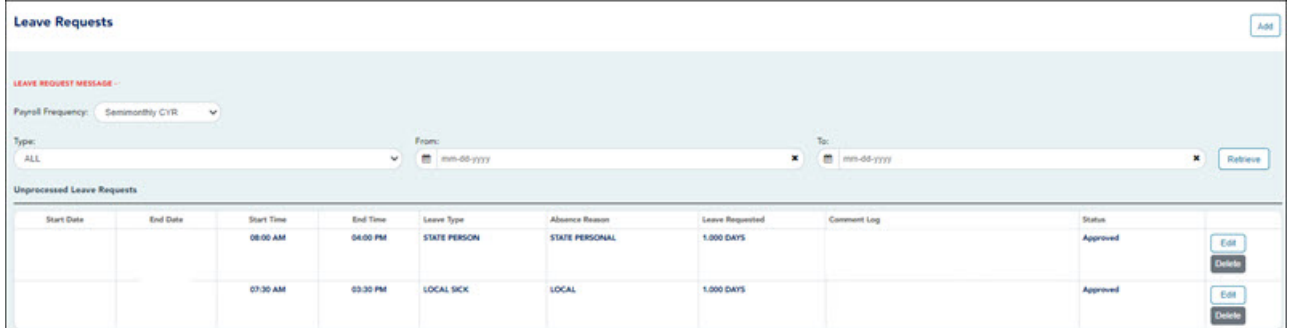 Leave Requests
Add
LEAVE REQUEST MESSAGE -
Payroll Frequency: Semimonthly CYR
Type: From: To:
ALL mm-dd-yyyy mm-dd-yyyy Retrieve
Unprocessed Leave Requests
Start Date End Date Start Time End Time Leave Type Absence Reason Leave Requested Comment Log Status
08:00 AM 04:00 PM STATE PERSON STATE PERSONAL 1.000 DAYS Approved Edit
Delete
07:30 AM 03:30 PM LOCAL SICK LOCAL 1.000 DAYS Approved Edit
Delete